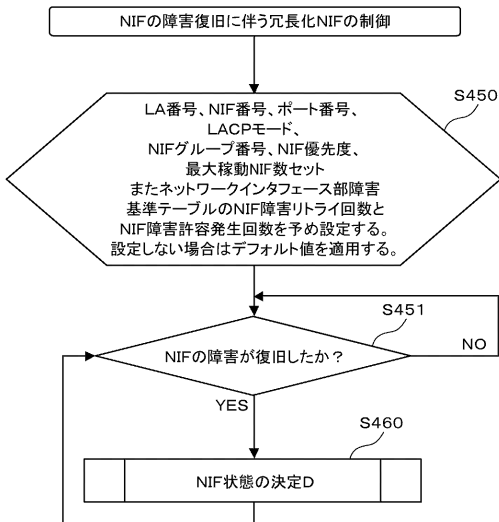 NIFの障害復旧に伴う冗長化NIFの制御
S450
LA番号、NIF番号、ポート番号、
LACPモード、
NIFグループ番号、NIF優先度、
最大稼動NIF数セット
またネットワークインタフェース部障害
基準テーブルのNIF障害リトライ回数と
NIF障害許容発生回数を予め設定する。
設定しない場合はデフォルト値を適用する。
S451
NIFの障害が復旧したか？
NO
YES
S460
NIF状態の決定D